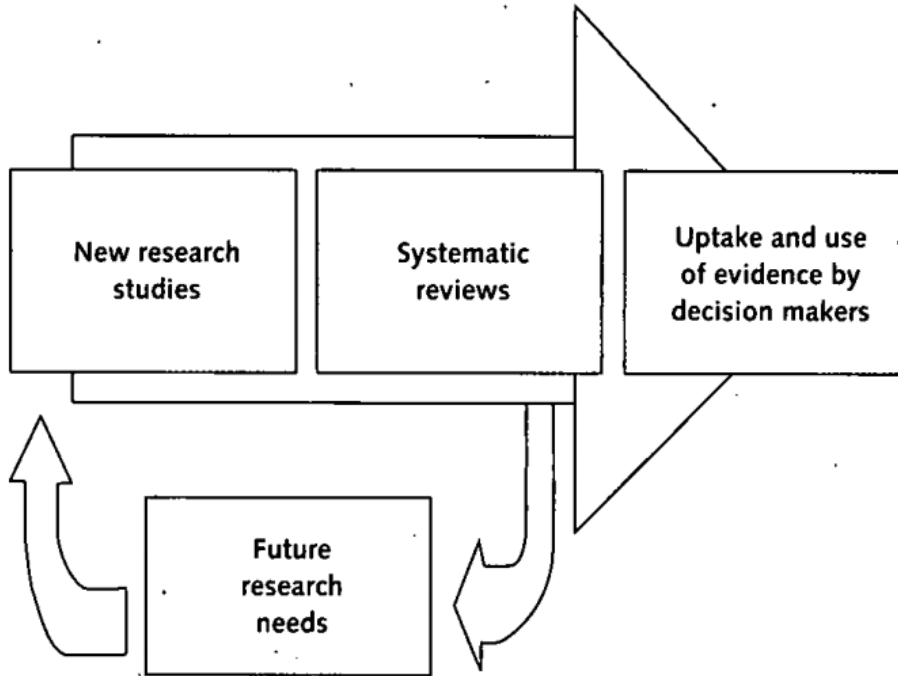 New research
studies
Systematic
reviews
Uptake and use
of evidence by
decision makers
Future
research
needs